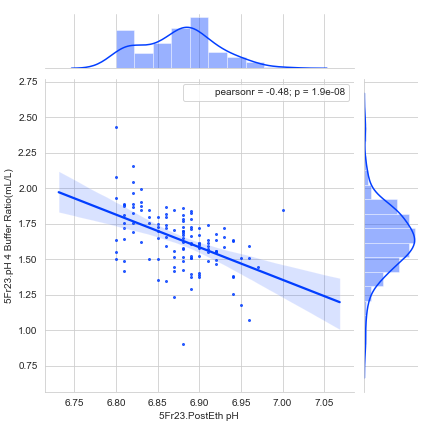 pearsonr = -0.48; p = 1.9e-08
2.75
2.50
2.25
2.00
1.75
1.50
1.25
1.00
0.75
5Fr23.pH 4 Buffer Ratio(mL/L)
6.75 6.80 6.85 6.90 6.95 7.00 7.05
5Fr23.PostEth pH